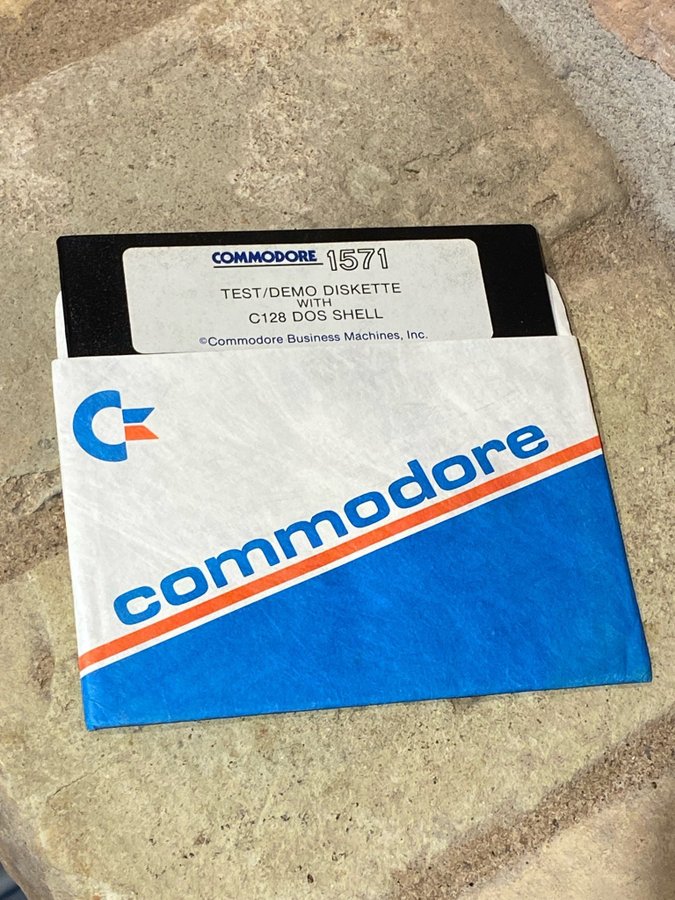 COMMODORE 1571
TEST/DEMO DISKETTE
WITH
C128 DOS SHELL
©Commodore Business Machines, Inc.
commodore